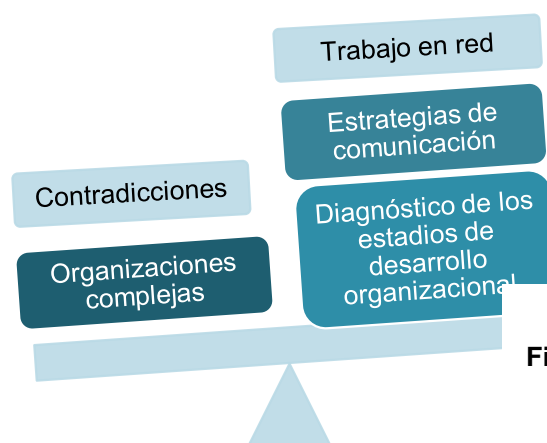 Trabajo en red
Estrategias de
comunicación
Contradicciones
Diagnóstico de los
estadios de
desarrollo
organizacional
Organizaciones
complejas